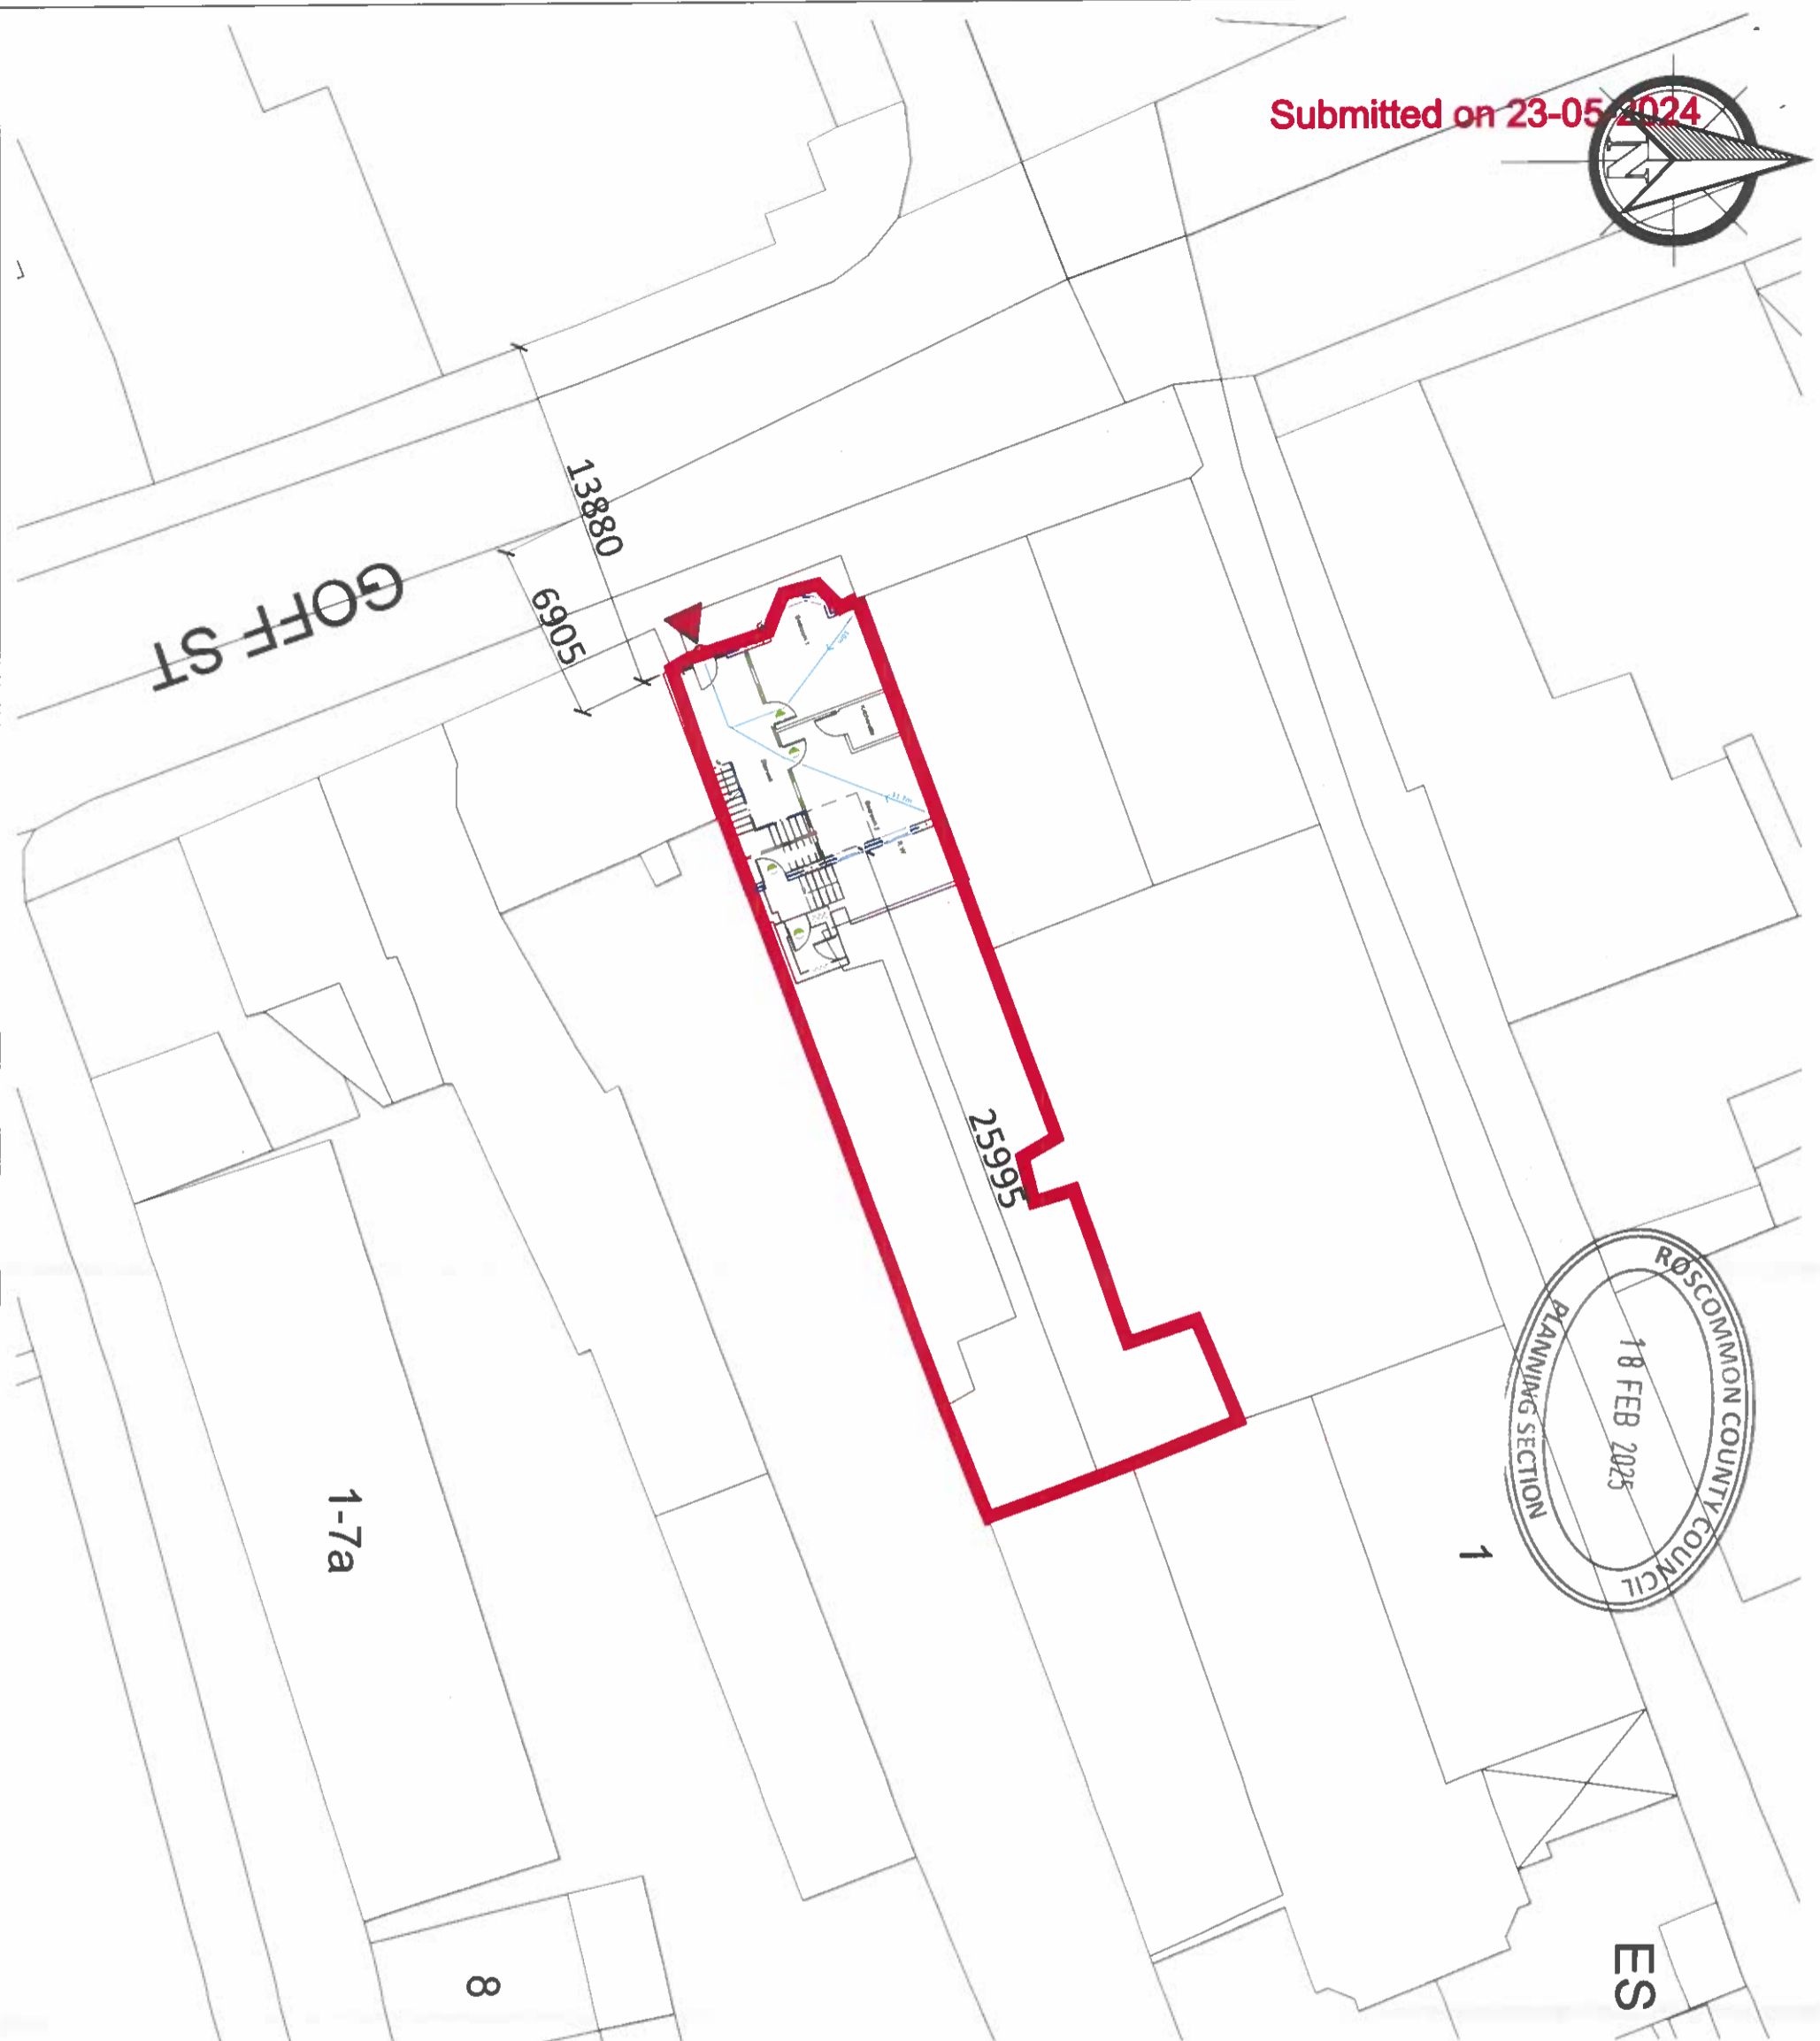 Submitted on 23-05-2024
N
13880
6905
GOFF ST
25995
ROSCOMMON COUNTY COUNCIL
18 FEB 2025
PLANNING SECTION
1
1-7a
8
ES